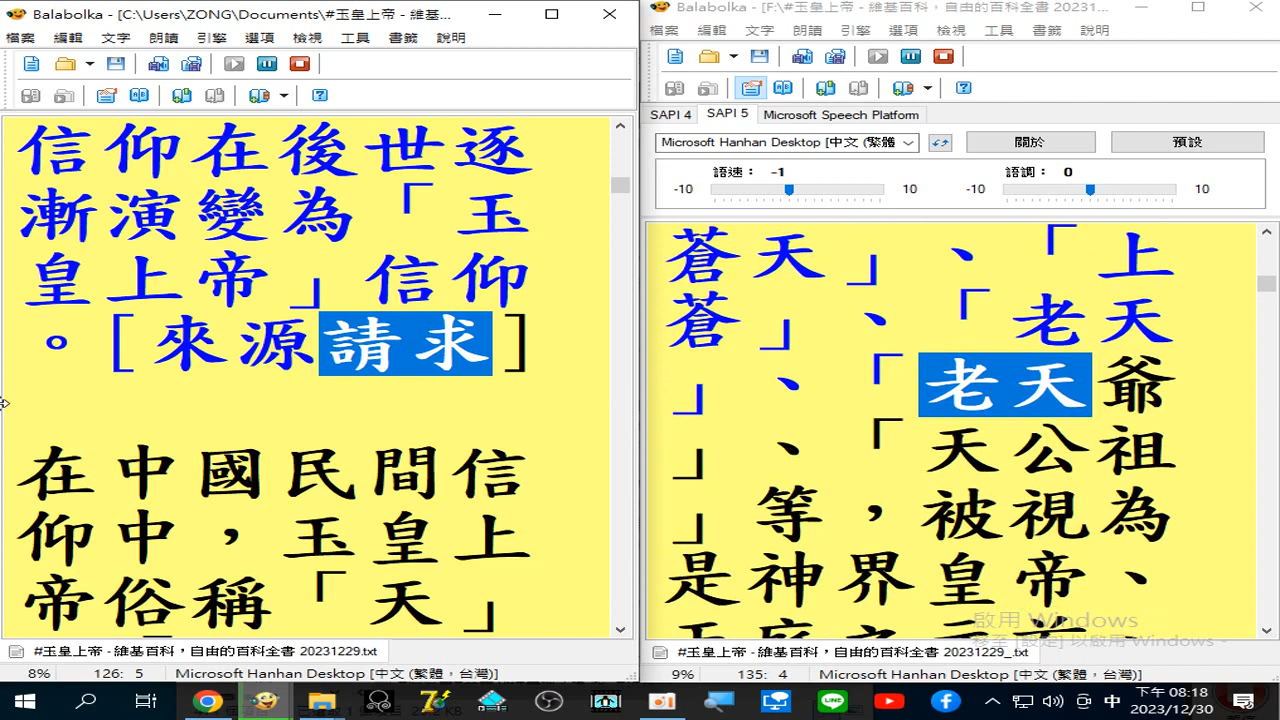 Balabolka - [C:\Users\ZONG\Documents\#玉皇上帝 - 維基...
檔案 編輯 文字 朗讀 引擎 選項 檢視 工具 書籤 說明
信仰在後世逐
漸演變為「玉
皇上帝」信仰
。[來源請求]
在中國民間信
仰中，玉皇上
帝俗稱「天」
#玉皇上帝 - 維基百科，自由的百科全書 20231229.txt
8% 126: 5 Microsoft Hanhan Desktop [中文 (繁體，台灣)]
Balabolka - [F:\#玉皇上帝 - 維基百科，自由的百科全書 20231...
檔案 編輯 文字 朗讀 引擎 選項 檢視 工具 書籤 說明
SAPI 4 SAPI 5 Microsoft Speech Platform
Microsoft Hanhan Desktop [中文 (繁體 關於 預設
語速： -1 語調： 0
-10 10 -10 10
蒼天」、「上
蒼」、「老天
」、「老天爺
」、「天公祖
」等，被視為
是神界皇帝、
啟用 Windows
移至 [設定] 以啟用 Windows。
#玉皇上帝 - 維基百科，自由的百科全書 20231229_.txt
9% 135: 4 Microsoft Hanhan Desktop [中文 (繁體，台灣)]
中 下午 08:18
2023/12/30